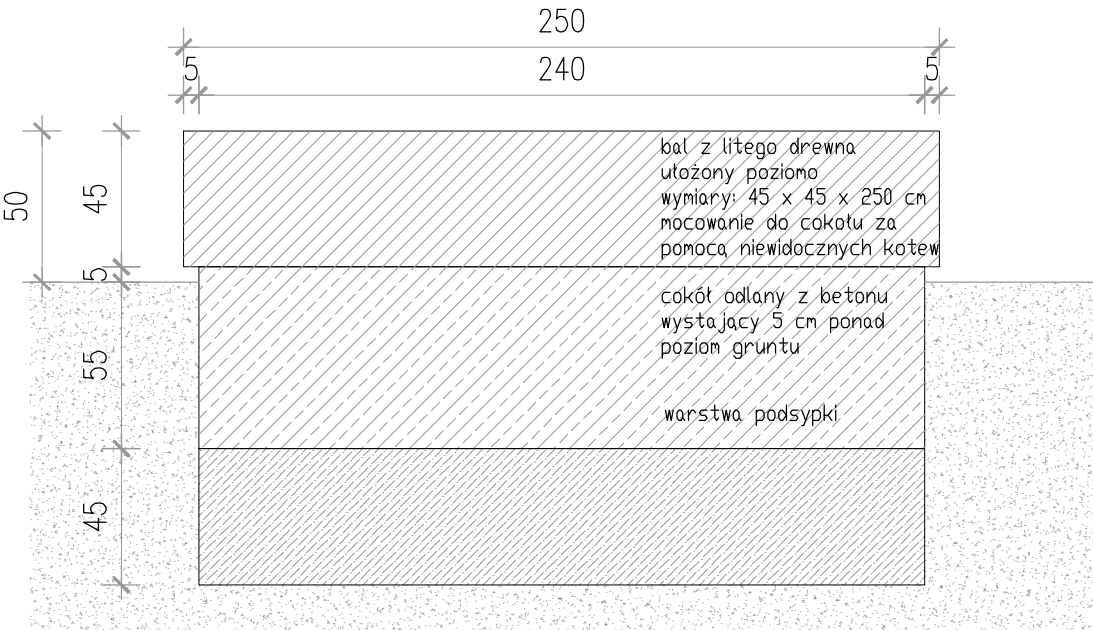 250
5
240
5
50
45
5
55
45
bal z litego drewna
ułożony poziomo
wymiary: 45 x 45 x 250 cm
mocowanie do cokołu za
pomocą niewidocznych kotew
cokół odlany z betonu
wystający 5 cm ponad
poziom gruntu
warstwa podsypki